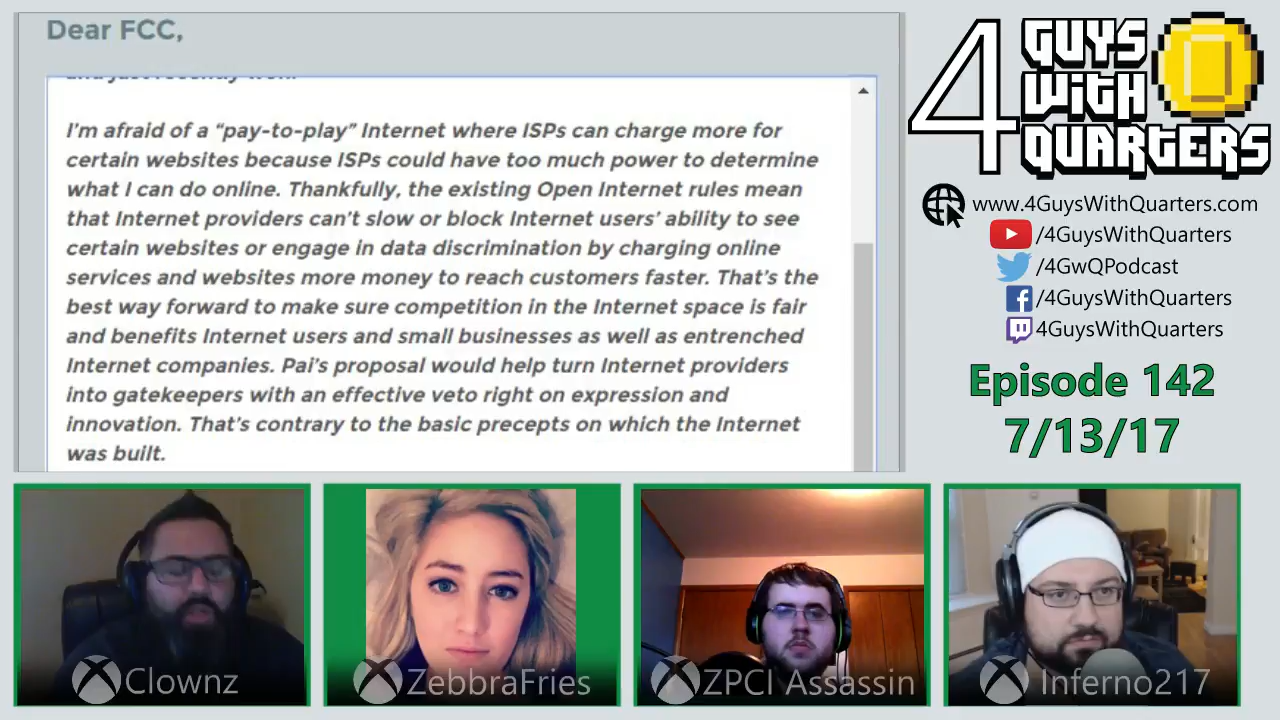 Dear FCC,
I'm afraid of a “pay-to-play” Internet where ISPs can charge more for
certain websites because ISPs could have too much power to determine
what I can do online. Thankfully, the existing Open Internet rules mean
that Internet providers can't slow or block Internet users' ability to see
certain websites or engage in data discrimination by charging online
services and websites more money to reach customers faster. That's the
best way forward to make sure competition in the Internet space is fair
and benefits Internet users and small businesses as well as entrenched
Internet companies. Pai's proposal would help turn Internet providers
into gatekeepers with an effective veto right on expression and
innovation. That's contrary to the basic precepts on which the Internet
was built.
4 GUYS
WITH
QUARTERS
www.4GuysWithQuarters.com
/4GuysWithQuarters
/4GwQPodcast
/4GuysWithQuarters
4GuysWithQuarters
Episode 142
7/13/17
Clownz
ZebbraFries
ZPCI Assassin
Inferno217